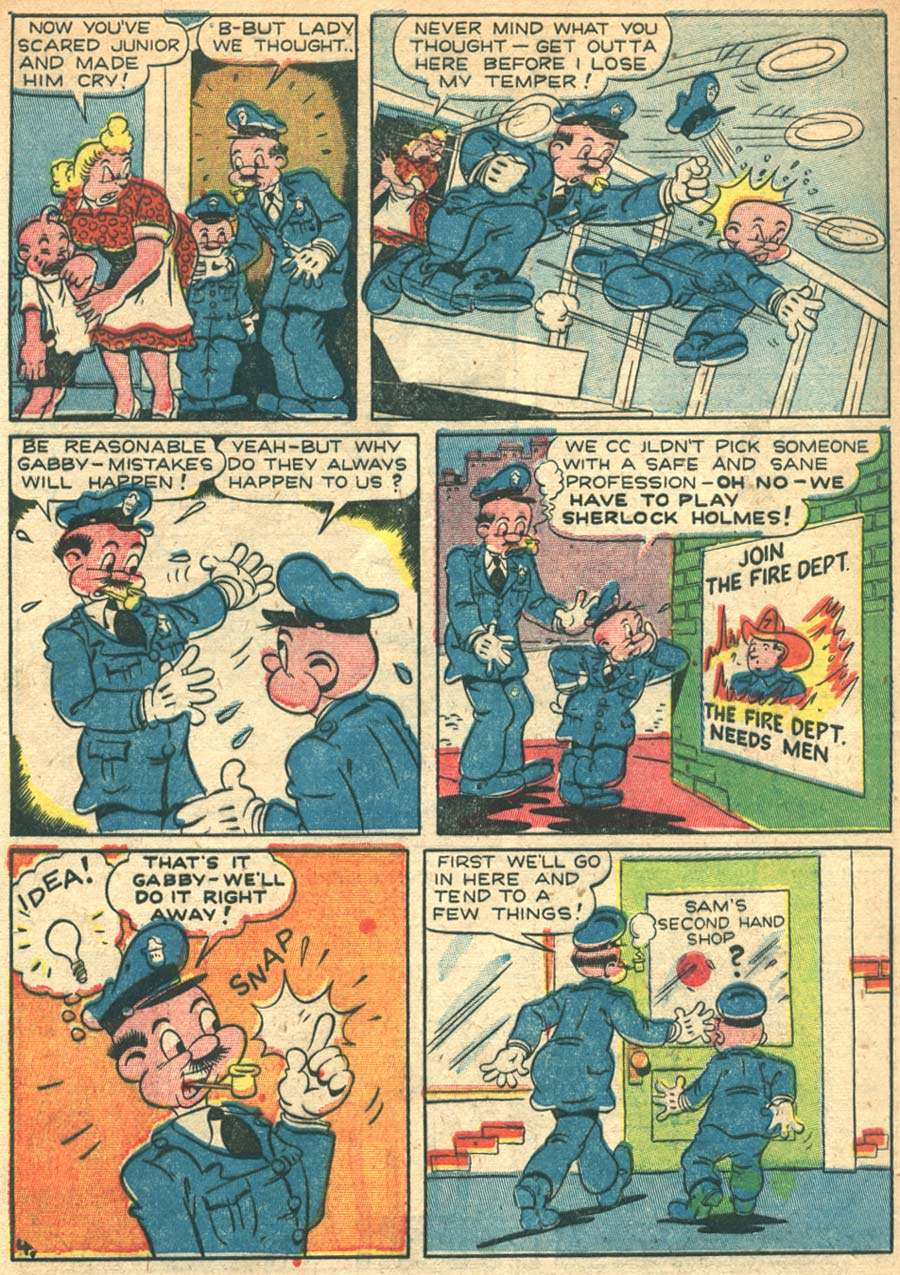 NOW YOU'VE
SCARED JUNIOR
AND MADE
HIM CRY!
B-BUT LADY
WE THOUGHT..
NEVER MIND WHAT YOU
THOUGHT — GET OUTTA
HERE BEFORE I LOSE
MY TEMPER!
BE REASONABLE
GABBY—MISTAKES
WILL HAPPEN!
YEAH—BUT WHY
DO THEY ALWAYS
HAPPEN TO US?
WE CC JLDN'T PICK SOMEONE
WITH A SAFE AND SANE
PROFESSION—OH NO—WE
HAVE TO PLAY
SHERLOCK HOLMES!
JOIN
THE FIRE DEPT.
7
THE FIRE DEPT.
NEEDS MEN
IDEA!
THAT'S IT
GABBY—WE'LL
DO IT RIGHT
AWAY!
SNAP
FIRST WE'LL GO
IN HERE AND
TEND TO A
FEW THINGS!
SAM'S
SECOND HAND
SHOP
?
4